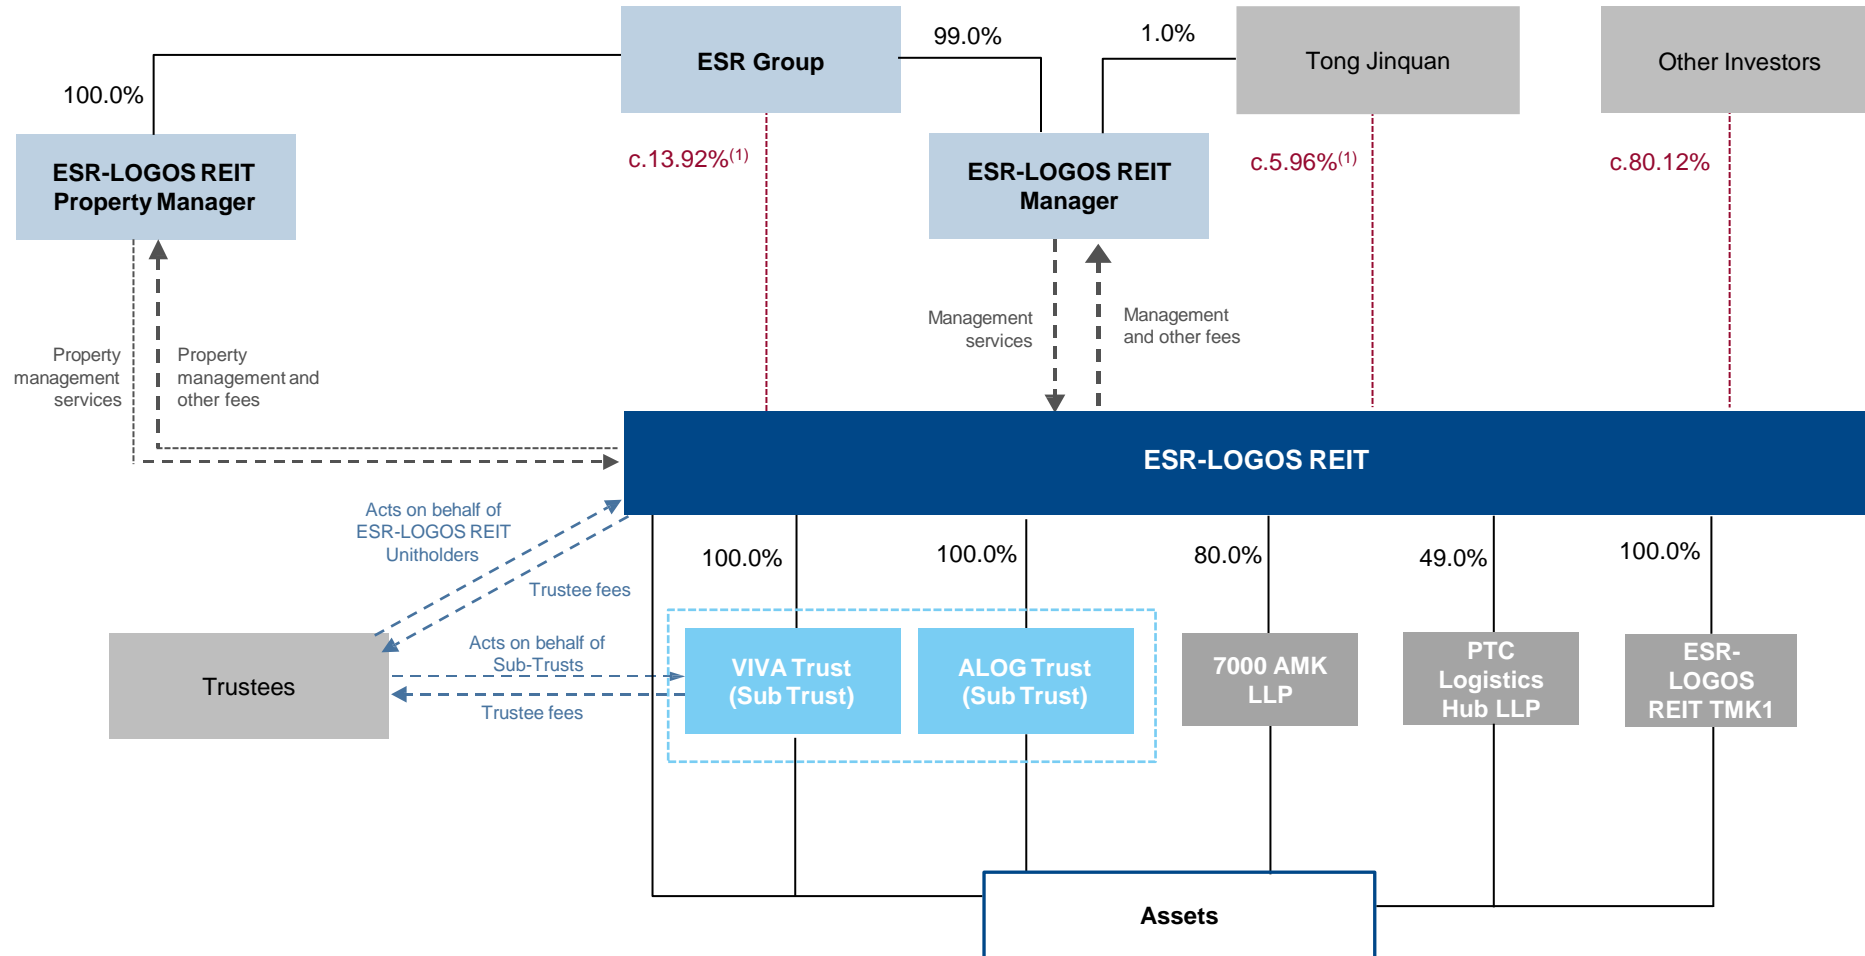 99.0%
1.0%
ESR Group
Tong Jinquan
Other Investors
100.0%
ESR-LOGOS REIT
Property Manager
c.13.92%(1)
ESR-LOGOS REIT
Manager
c.5.96%(1)
c.80.12%
Property
management
services
Property
management and
other fees
Management
services
Management
and other fees
ESR-LOGOS REIT
Acts on behalf of
ESR-LOGOS REIT
Unitholders
Trustee fees
100.0%
100.0%
80.0%
49.0%
100.0%
Trustees
Acts on behalf of
Sub-Trusts
Trustee fees
VIVA Trust
(Sub Trust)
ALOG Trust
(Sub Trust)
7000 AMK
LLP
PTC
Logistics
Hub LLP
ESR-
LOGOS
REIT TMK1
Assets